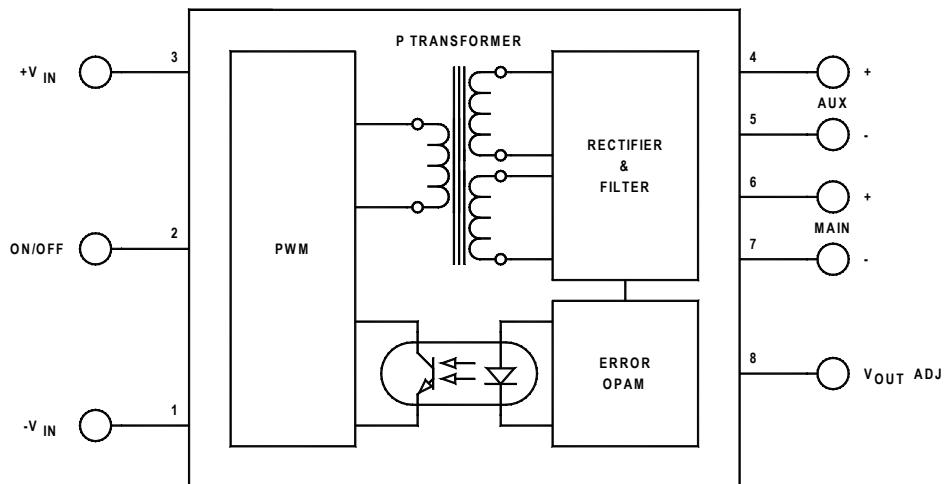 P TRANSFORMER
3
+V IN
4
+
AUX
5
-
RECTIFIER
&
FILTER
6
+
MAIN
7
-
2
ON/OFF
PWM
ERROR
OPAM
8
VOUT ADJ
1
-V IN